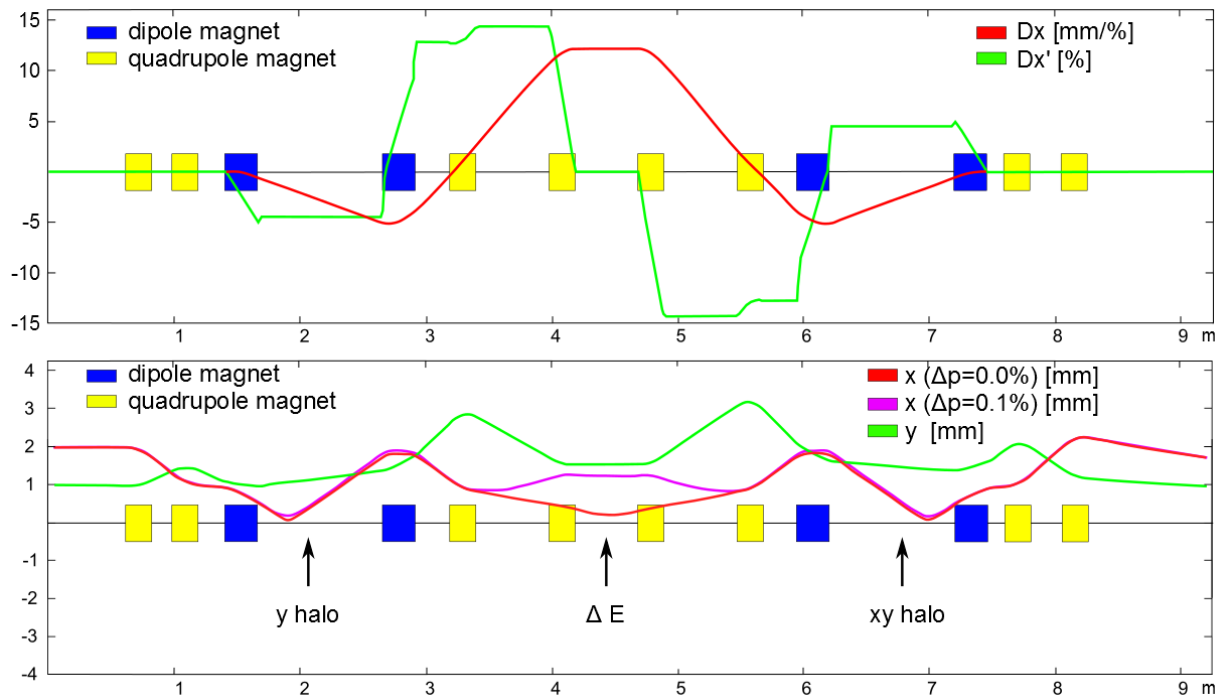 15
dipole magnet
Dx [mm/%]
quadrupole magnet
Dx' [%]
10
5
0
-5
-10
-15
1 2 3 4 5 6 7 8 9 m
4
dipole magnet
x (Δp=0.0%) [mm]
quadrupole magnet
x (Δp=0.1%) [mm]
3
y [mm]
2
1
0
-1
-2
y halo
Δ E
xy halo
-3
-4
1 2 3 4 5 6 7 8 9 m